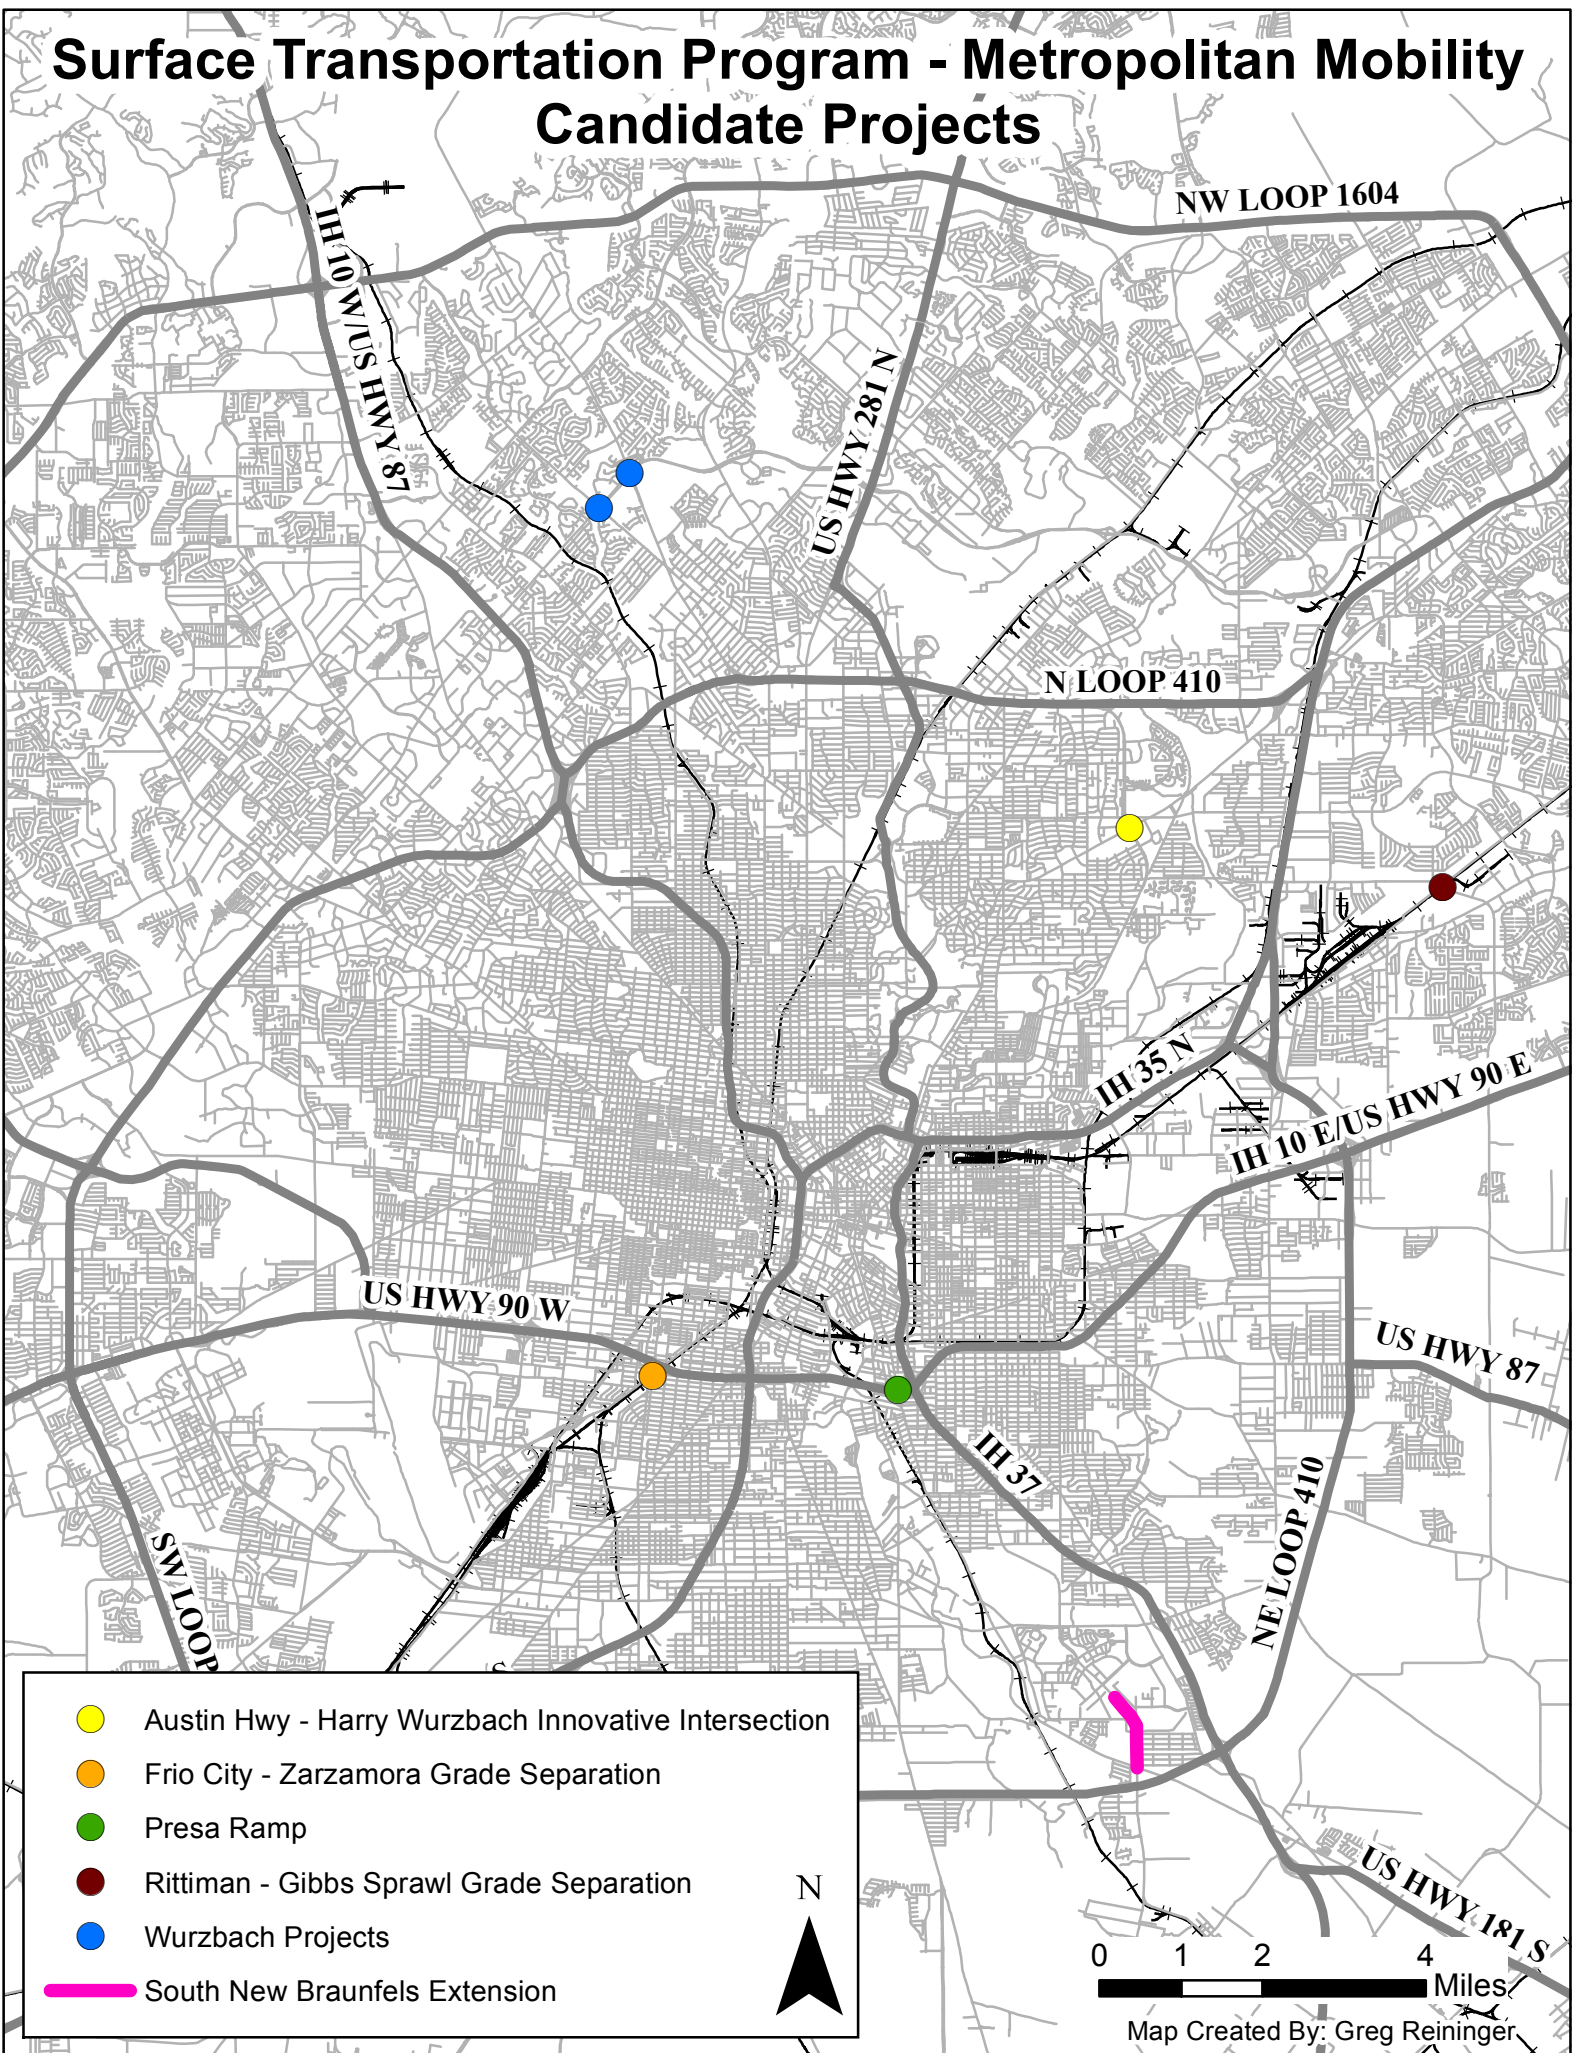 Surface Transportation Program - Metropolitan Mobility
Candidate Projects
NW LOOP 1604
IH 10 W/US HWY 87
US HWY 281 N
N LOOP 410
IH 35 N
IH 10 E/US HWY 90 E
US HWY 90 W
US HWY 87
IH 37
NE LOOP 410
SW LOOP
S
US HWY 181 S
Austin Hwy - Harry Wurzbach Innovative Intersection
Frio City - Zarzamora Grade Separation
Presa Ramp
Rittiman - Gibbs Sprawl Grade Separation
Wurzbach Projects
South New Braunfels Extension
N
0 1 2 4
Miles
Map Created By: Greg Reininger